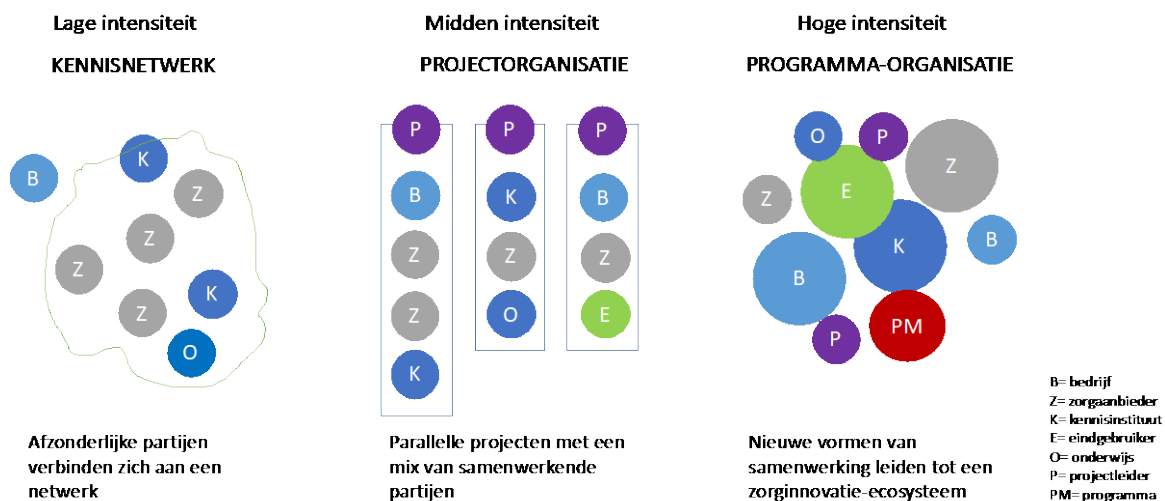 Lage intensiteit
KENNISNETWERK
B
K
Z
Z
Z
K
Z
O
Afzonderlijke partijen
verbinden zich aan een
netwerk
Midden intensiteit
PROJECTORGANISATIE
P
P
P
B
K
B
Z
Z
Z
Z
O
E
K
Parallelle projecten met een
mix van samenwerkende
partijen
Hoge intensiteit
PROGRAMMA-ORGANISATIE
O
P
Z
E
Z
K
B
B
PM
P
Nieuwe vormen van
samenwerking leiden tot een
zorginnovatie-ecosysteem
B= bedrijf
Z= zorgaanbieder
K= kennisinstituut
E= eindgebruiker
O= onderwijs
P= projectleider
PM= programma